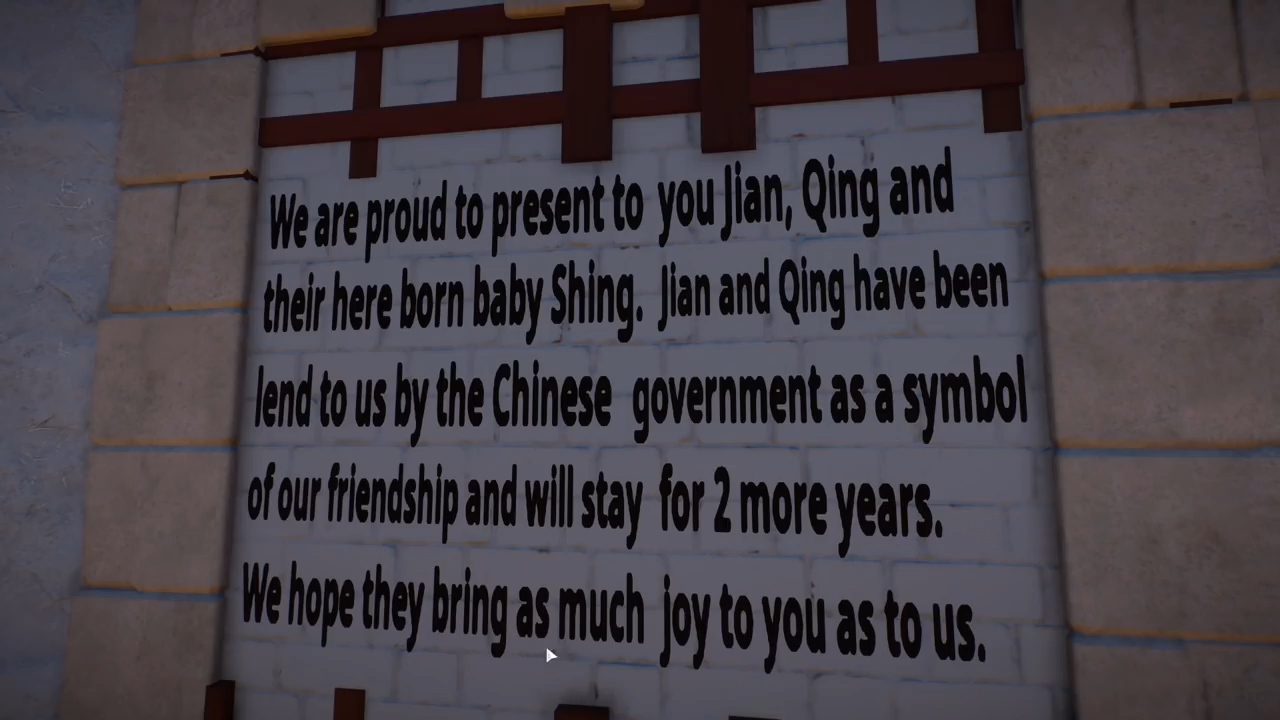 We are proud to present to you Jian, Qing and
their here born baby Shing. Jian and Qing have been
lend to us by the Chinese government as a symbol
of our friendship and will stay for 2 more years.
We hope they bring as much joy to you as to us.